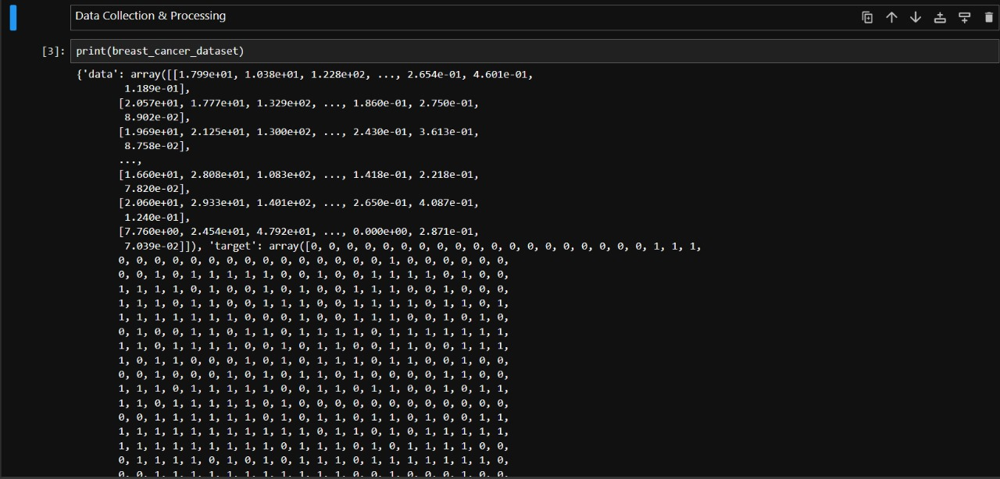 Data Collection & Processing
[3]: print(breast_cancer_dataset)
{'data': array([[1.799e+01, 1.038e+01, 1.228e+02, ..., 2.654e-01, 4.601e-01,
1.189e-01],
[2.057e+01, 1.777e+01, 1.329e+02, ..., 1.860e-01, 2.750e-01,
8.902e-02],
[1.969e+01, 2.125e+01, 1.300e+02, ..., 2.430e-01, 3.613e-01,
8.758e-02],
...,
[1.660e+01, 2.808e+01, 1.083e+02, ..., 1.418e-01, 2.218e-01,
7.820e-02],
[2.060e+01, 2.933e+01, 1.401e+02, ..., 2.650e-01, 4.087e-01,
1.240e-01],
[7.760e+00, 2.454e+01, 4.792e+01, ..., 0.000e+00, 2.871e-01,
7.039e-02]]), 'target': array([0, 0, 0, 0, 0, 0, 0, 0, 0, 0, 0, 0, 0, 0, 0, 0, 0, 0, 0, 1, 1, 1,
0, 0, 0, 0, 0, 0, 0, 0, 0, 0, 0, 0, 0, 0, 0, 1, 0, 0, 0, 0, 0, 0,
0, 0, 1, 0, 1, 1, 1, 1, 1, 0, 0, 1, 0, 0, 1, 1, 1, 1, 0, 1, 0, 0,
1, 1, 1, 1, 0, 1, 0, 0, 1, 0, 1, 0, 0, 1, 1, 1, 0, 0, 1, 0, 0, 0,
1, 1, 1, 0, 1, 1, 0, 0, 1, 1, 1, 0, 0, 1, 1, 1, 1, 0, 1, 1, 0, 1,
1, 1, 1, 1, 1, 1, 1, 0, 0, 0, 1, 0, 0, 1, 1, 1, 0, 0, 1, 0, 1, 0,
0, 1, 0, 0, 1, 1, 0, 1, 1, 0, 1, 1, 1, 1, 0, 1, 1, 1, 1, 1, 1, 1,
1, 1, 0, 1, 1, 1, 1, 0, 0, 1, 0, 1, 1, 0, 0, 1, 1, 0, 0, 1, 1, 1,
1, 0, 1, 1, 0, 0, 0, 1, 0, 1, 0, 1, 1, 1, 0, 1, 1, 0, 0, 1, 0, 0,
0, 0, 1, 0, 0, 0, 1, 0, 1, 0, 1, 1, 0, 1, 0, 0, 0, 0, 1, 1, 0, 0,
1, 1, 1, 0, 1, 1, 1, 1, 1, 0, 0, 1, 1, 0, 1, 1, 0, 0, 1, 0, 1, 1,
1, 1, 0, 1, 1, 1, 1, 1, 0, 1, 0, 0, 0, 0, 0, 0, 0, 0, 0, 0, 0, 0,
0, 0, 1, 1, 1, 1, 1, 1, 0, 1, 0, 1, 1, 0, 1, 1, 0, 1, 0, 0, 1, 1,
1, 1, 1, 1, 1, 1, 1, 1, 1, 1, 1, 0, 1, 1, 0, 1, 0, 1, 1, 1, 1, 1,
1, 1, 1, 1, 1, 1, 1, 1, 1, 0, 1, 1, 1, 0, 1, 0, 1, 1, 1, 1, 0, 0,
0, 1, 1, 1, 1, 0, 1, 0, 1, 0, 1, 1, 1, 0, 1, 1, 1, 1, 1, 1, 1, 0,
0, 0, 1, 1, 1, 1, 1, 1, 1, 1, 1, 1, 1, 0, 0, 1, 0, 0, 0, 1, 0, 0,